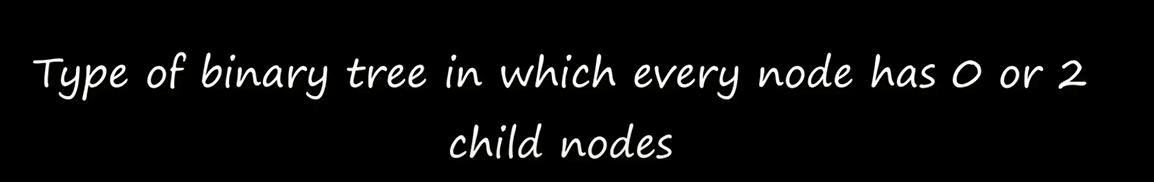 Type of binary tree in which every node has 0 or 2
child nodes